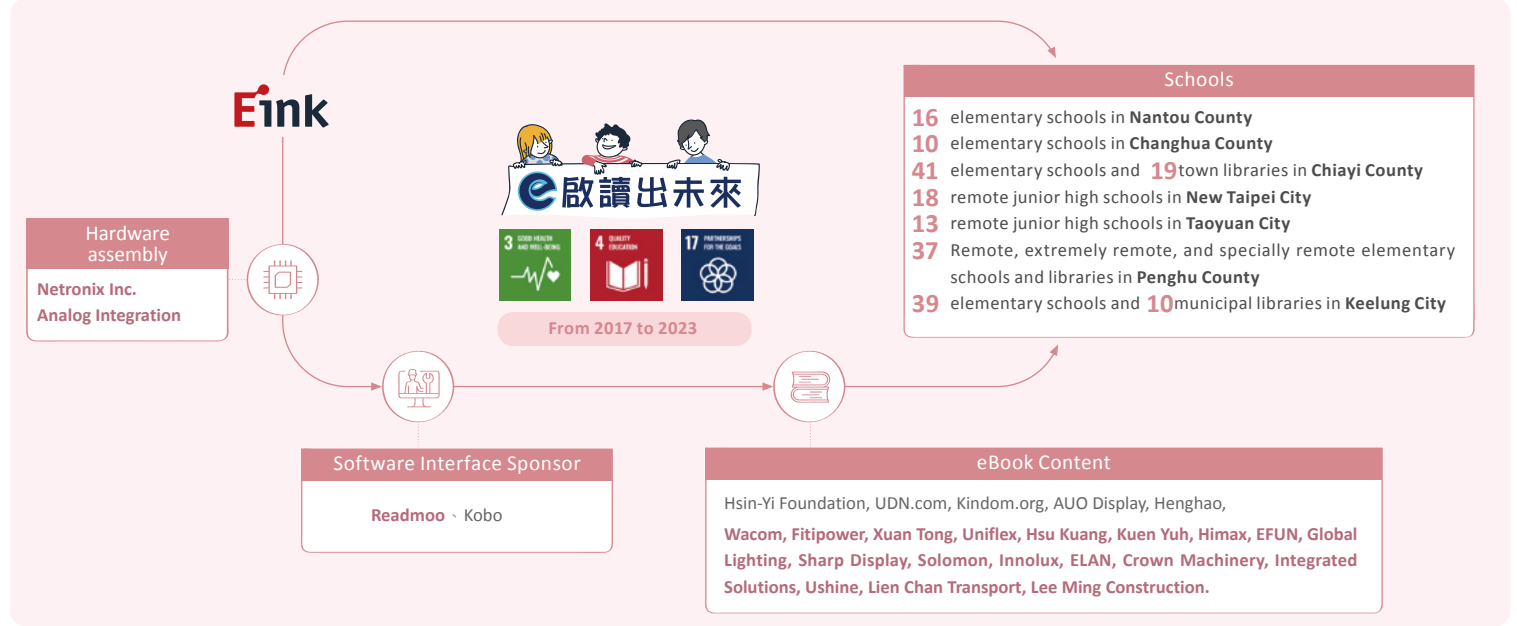 Eink
Hardware
assembly
Netronix Inc.
Analog Integration
e啟讀出未來
3 GOOD HEALTH
AND WELL-BEING
4 QUALITY
EDUCATION
17 PARTNERSHIPS
FOR THE GOALS
From 2017 to 2023
Schools
16 elementary schools in Nantou County
10 elementary schools in Changhua County
41 elementary schools and 19town libraries in Chiayi County
18 remote junior high schools in New Taipei City
13 remote junior high schools in Taoyuan City
37 Remote, extremely remote, and specially remote elementary
schools and libraries in Penghu County
39 elementary schools and 10municipal libraries in Keelung City
Software Interface Sponsor
Readmoo、Kobo
eBook Content
Hsin-Yi Foundation, UDN.com, Kindom.org, AUO Display, Henghao,
Wacom, Fitipower, Xuan Tong, Uniflex, Hsu Kuang, Kuen Yuh, Himax, EFUN, Global
Lighting, Sharp Display, Solomon, Innolux, ELAN, Crown Machinery, Integrated
Solutions, Ushine, Lien Chan Transport, Lee Ming Construction.